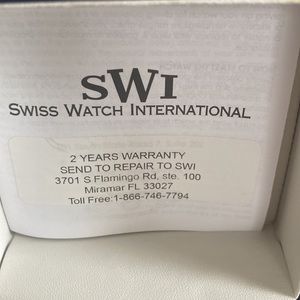 SWI
SWISS WATCH INTERNATIONAL
2 YEARS WARRANTY
SEND TO REPAIR TO SWI
3701 S Flamingo Rd, ste. 100
Miramar FL 33027
Toll Free:1-866-746-7794